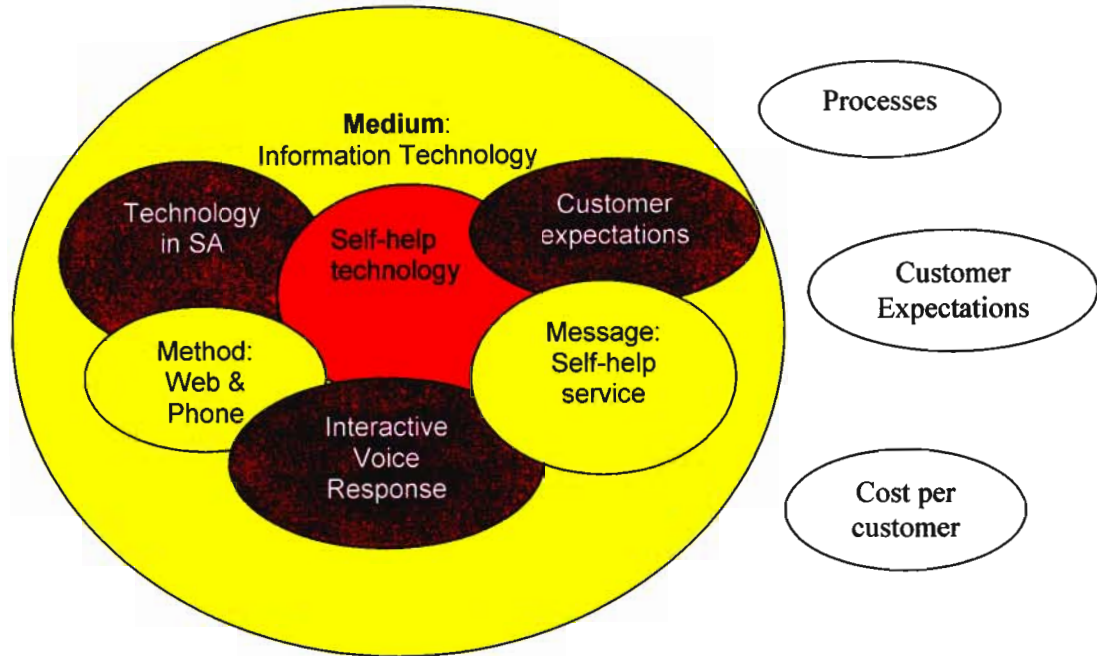 Medium:
Information Technology
Technology
in SA
Self-help
technology
Customer
expectations
Method:
Web &
Phone
Message:
Self-help
service
Interactive
Voice
Response
Processes
Customer
Expectations
Cost per
customer